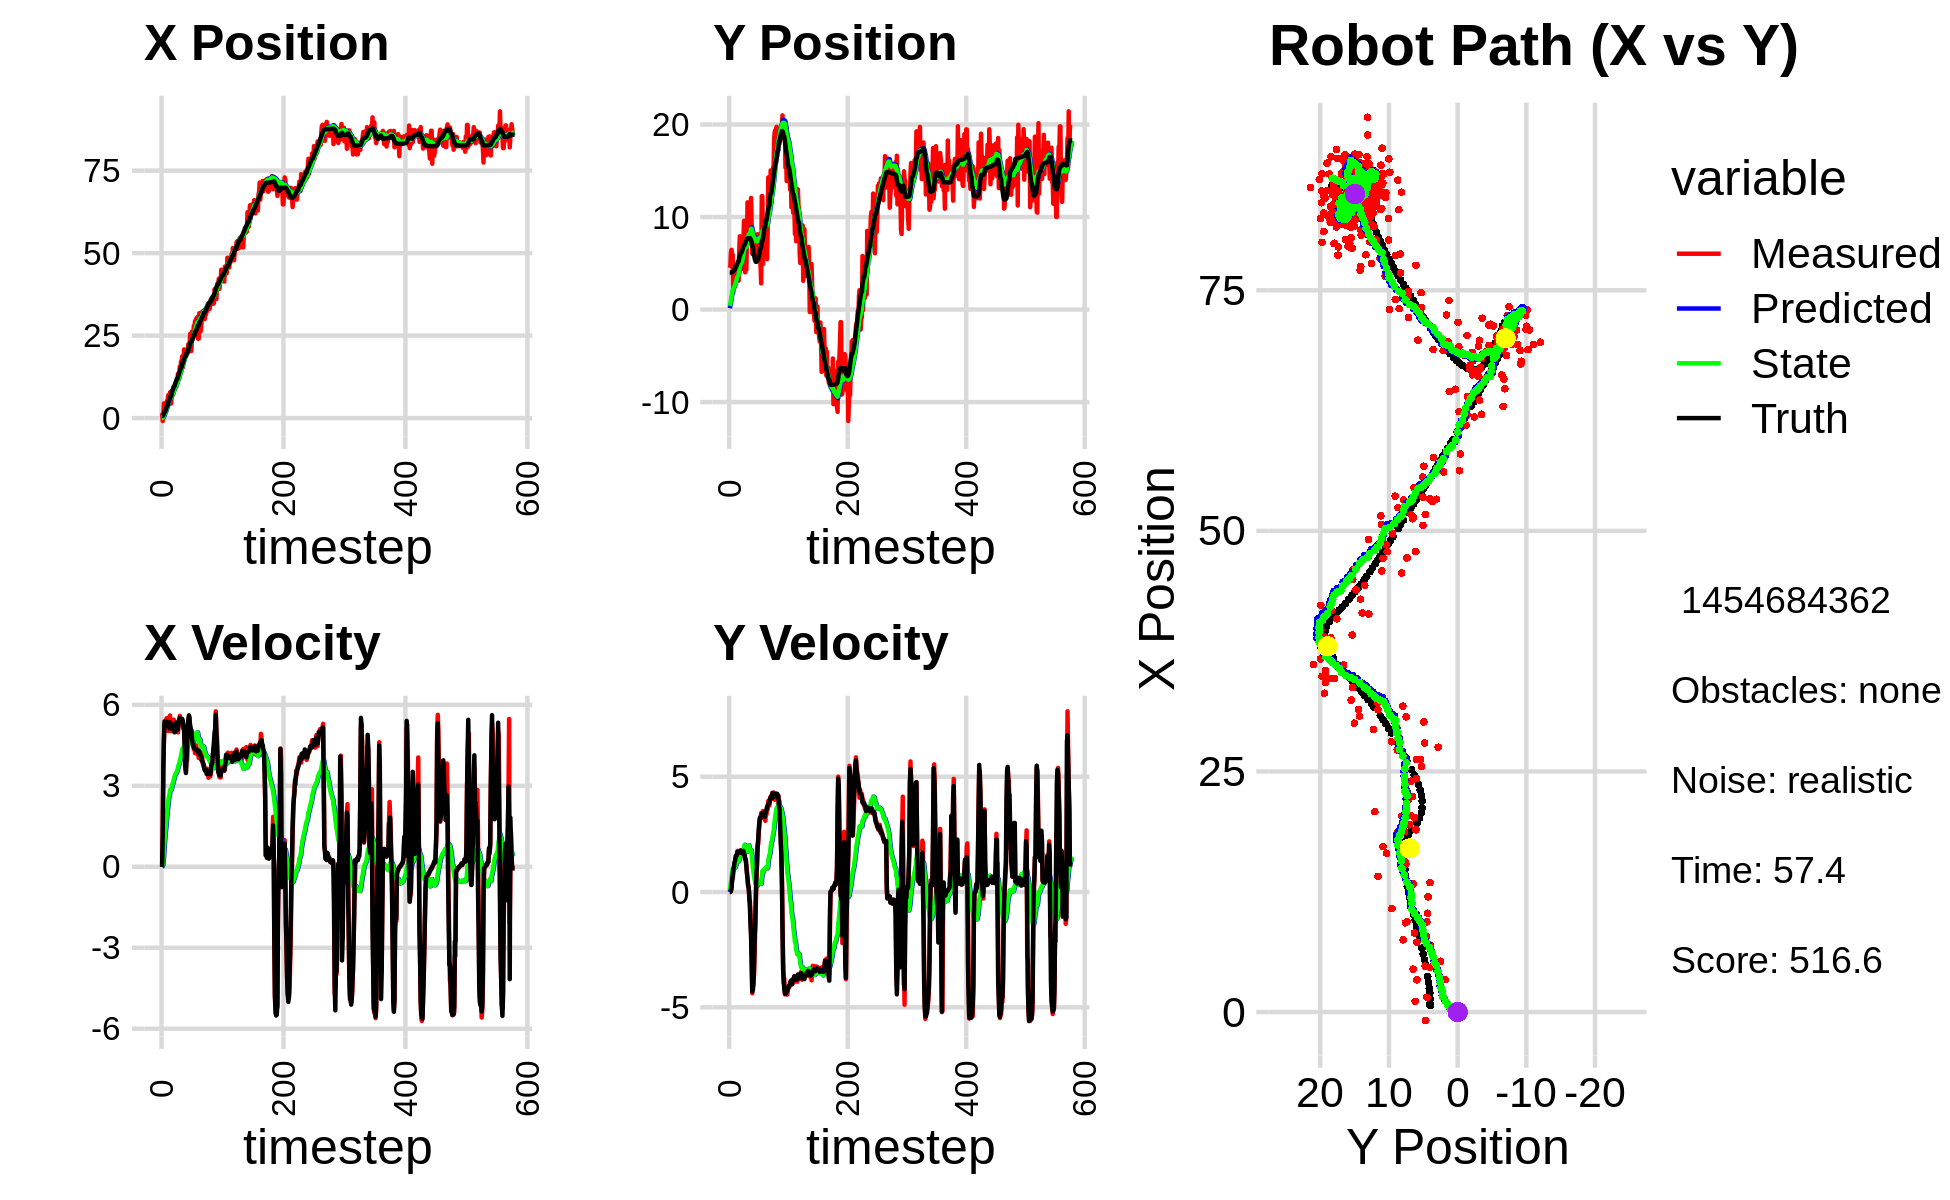 X Position
75
50
25
0
0
200
400
600
timestep
Y Position
20
10
0
-10
0
200
400
600
timestep
X Velocity
6
3
0
-3
-6
0
200
400
600
timestep
Y Velocity
5
0
-5
0
200
400
600
timestep
Robot Path (X vs Y)
X Position
75
50
25
0
20 10 0 -10 -20
Y Position
variable
Measured
Predicted
State
Truth
1454684362
Obstacles: none
Noise: realistic
Time: 57.4
Score: 516.6